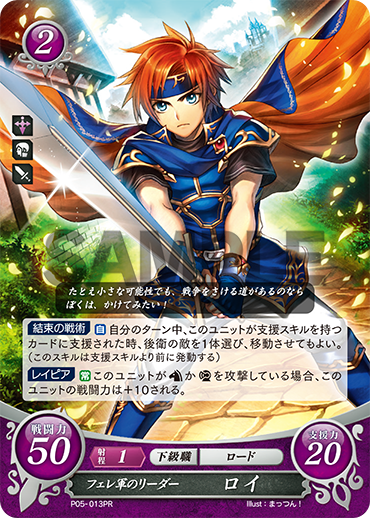 2
SAMPLE
たとえ小さな可能性でも、戦争をさける道があるのなら
ぼくは、かけてみたい！
結束の戦術 自 自分のターン中、このユニットが支援スキルを持つ
カードに支援された時、後衛の敵を1体選び、移動させてもよい。
（このスキルは支援スキルより前に発動する）
レイピア 常 このユニットが か を攻撃している場合、この
ユニットの戦闘力は＋10される。
戦闘力
50
射程 1 下級職 ロード
支援力
20
フェレ軍のリーダー ロイ
P05-013PR
Illust：まっつん！